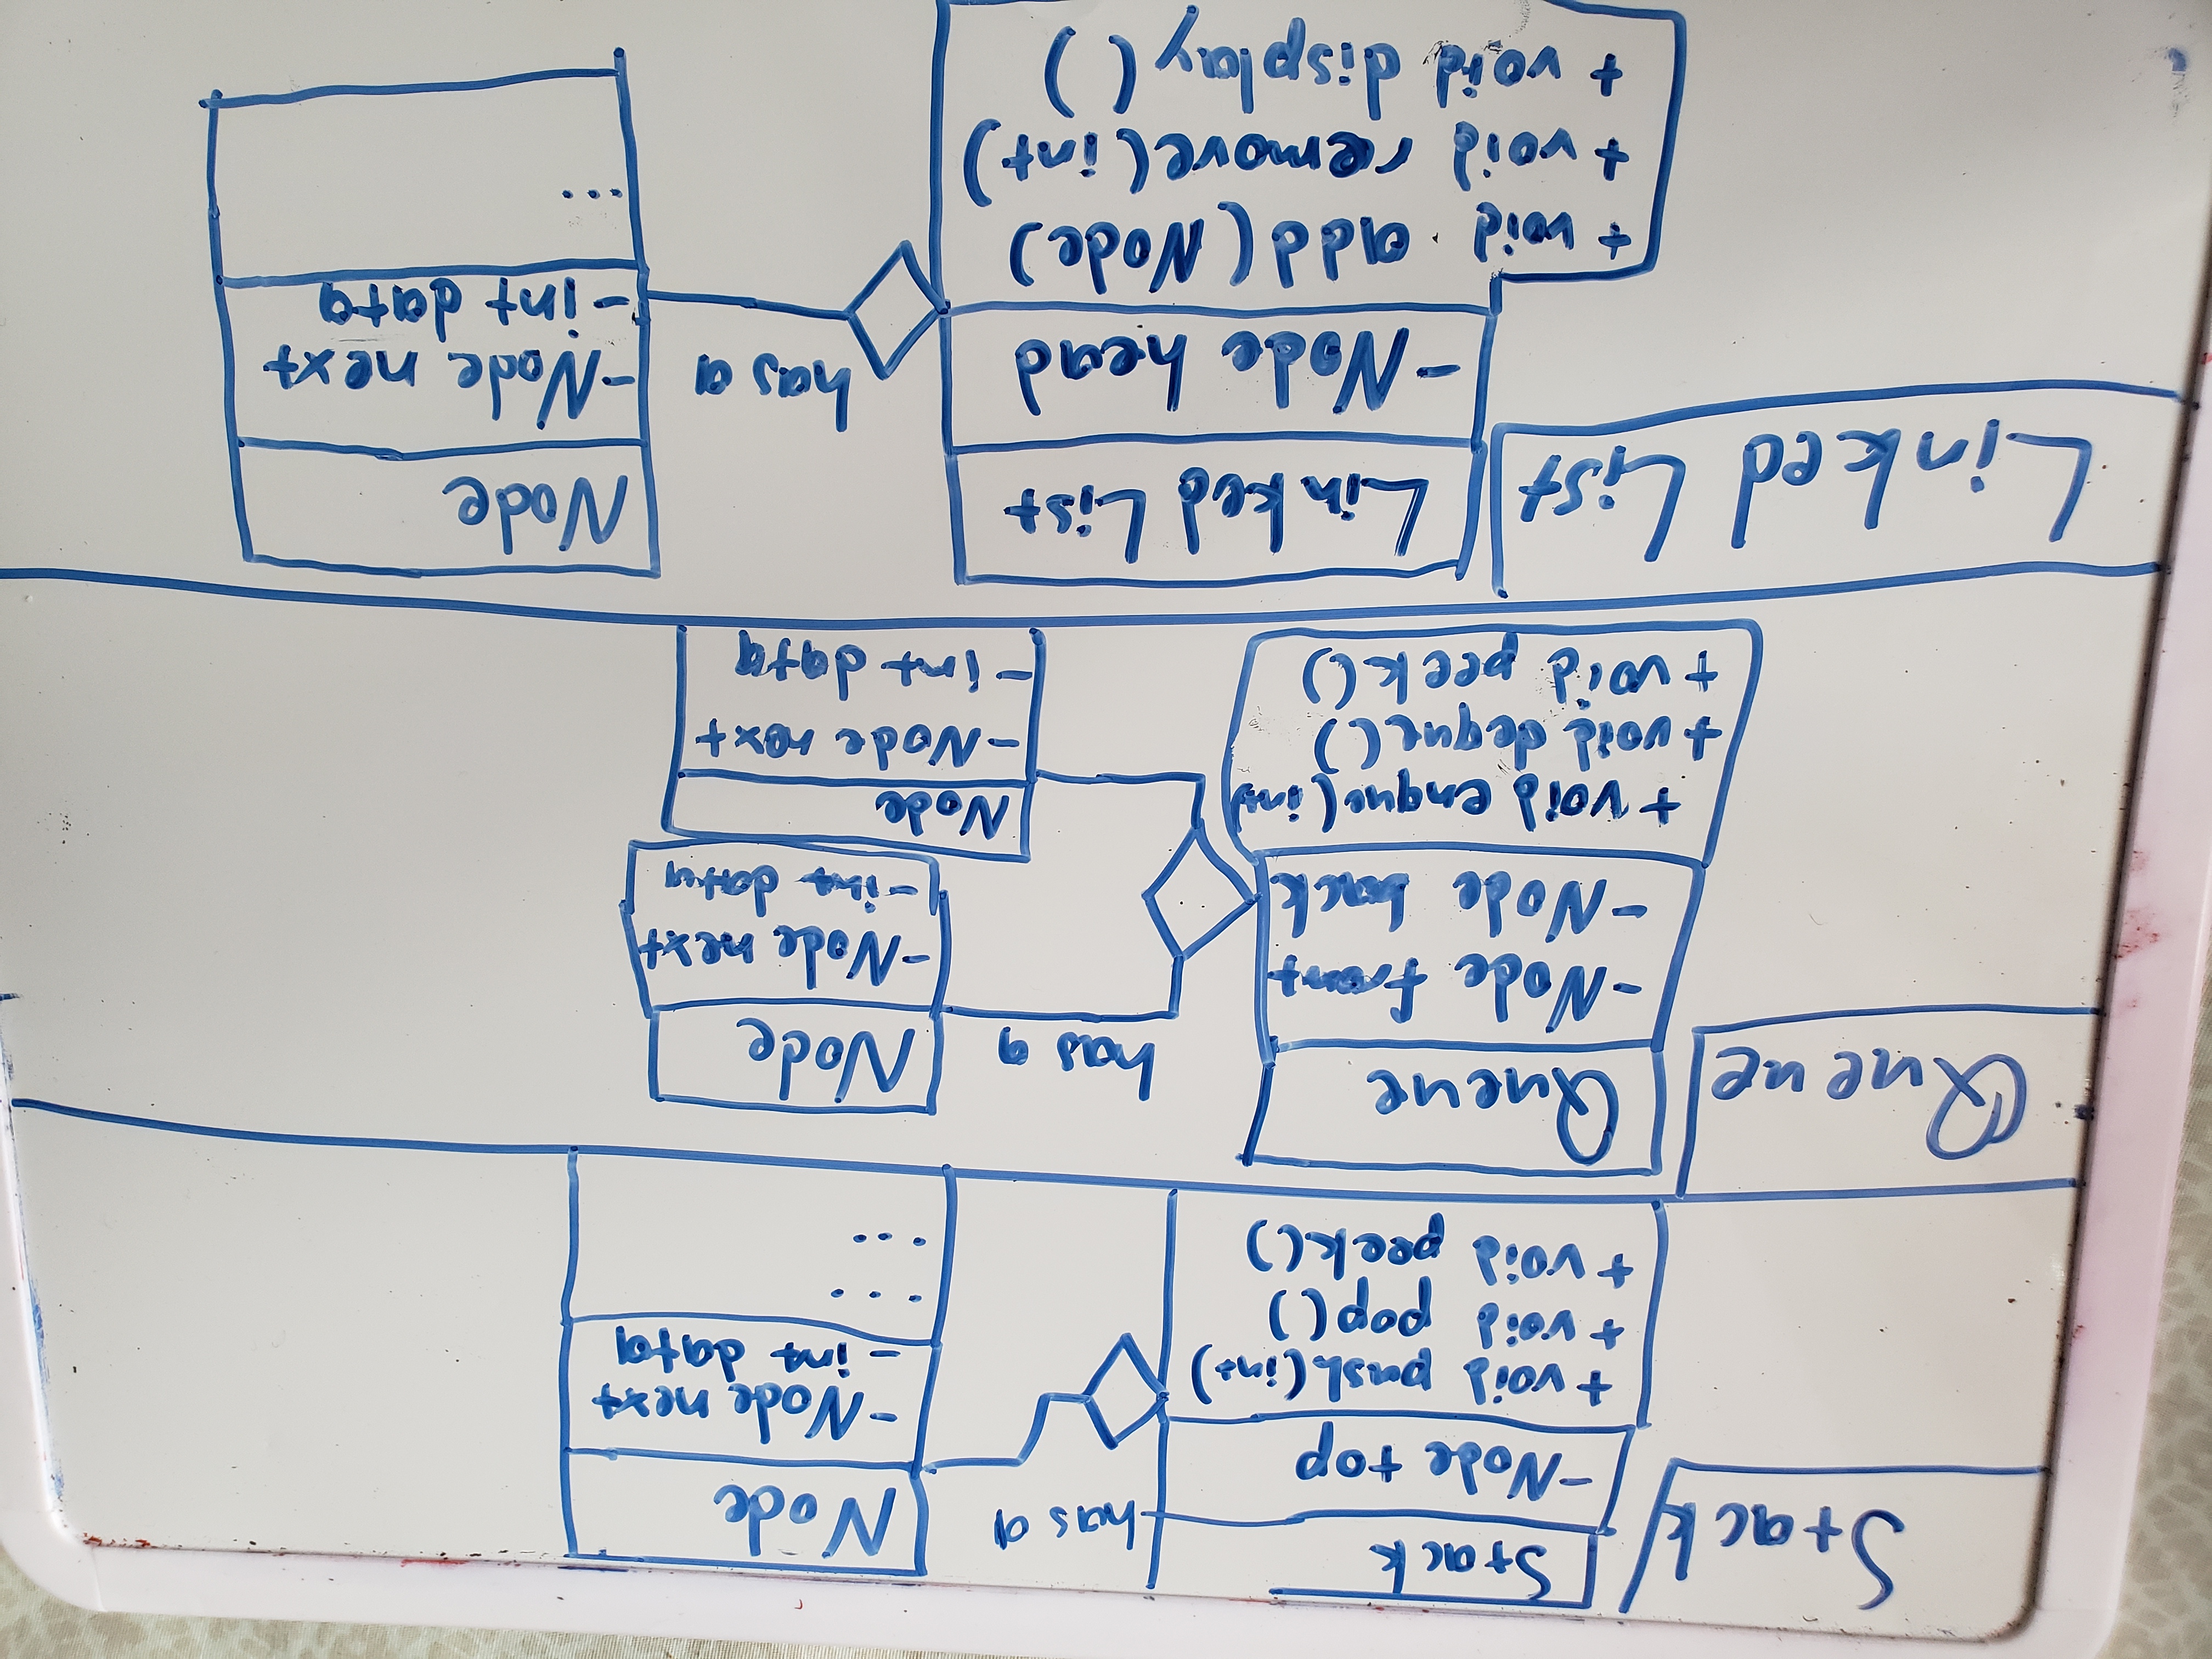 Stack
Stack
-Node top
+ void push(int)
+ void pop()
+ void peek()
has a
Node
-Node next
- int data
...
...
Queue
Queue
-Node front
-Node back
+ void enque(int)
+ void deque()
+ void peek()
has a
Node
-Node next
-int data
Node
-Node next
- int data
Linked List
Linked List
-Node head
+ void add(Node)
+ void remove(int)
+ void display()
has a
Node
-Node next
-int data
...